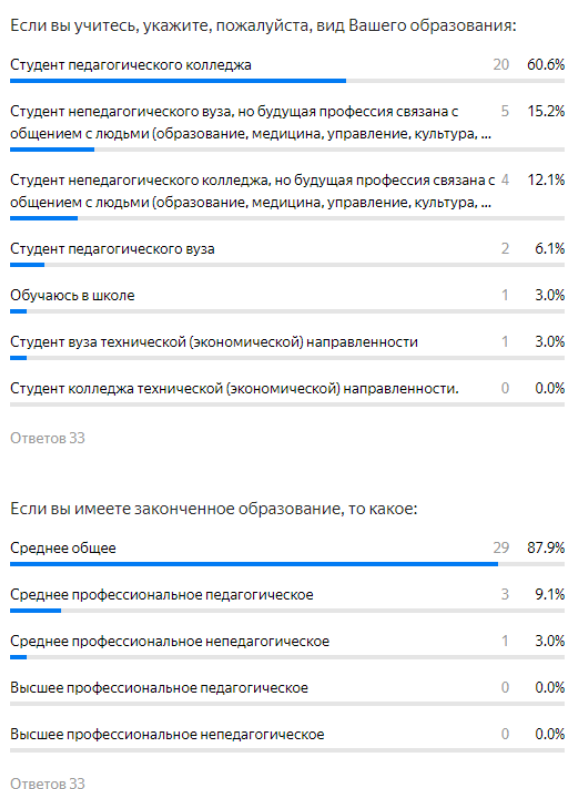 Если вы учитесь, укажите, пожалуйста, вид Вашего образования:
Студент педагогического колледжа 20 60.6%
Студент непедагогического вуза, но будущая профессия связана с 5 15.2%
общением с людьми (образование, медицина, управление, культура, ...
Студент непедагогического колледжа, но будущая профессия связана с 4 12.1%
общением с людьми (образование, медицина, управление, культура, ...
Студент педагогического вуза 2 6.1%
Обучаюсь в школе 1 3.0%
Студент вуза технической (экономической) направленности 1 3.0%
Студент колледжа технической (экономической) направленности. 0 0.0%
Ответов 33
Если вы имеете законченное образование, то какое:
Среднее общее 29 87.9%
Среднее профессиональное педагогическое 3 9.1%
Среднее профессиональное непедагогическое 1 3.0%
Высшее профессиональное педагогическое 0 0.0%
Высшее профессиональное непедагогическое 0 0.0%
Ответов 33